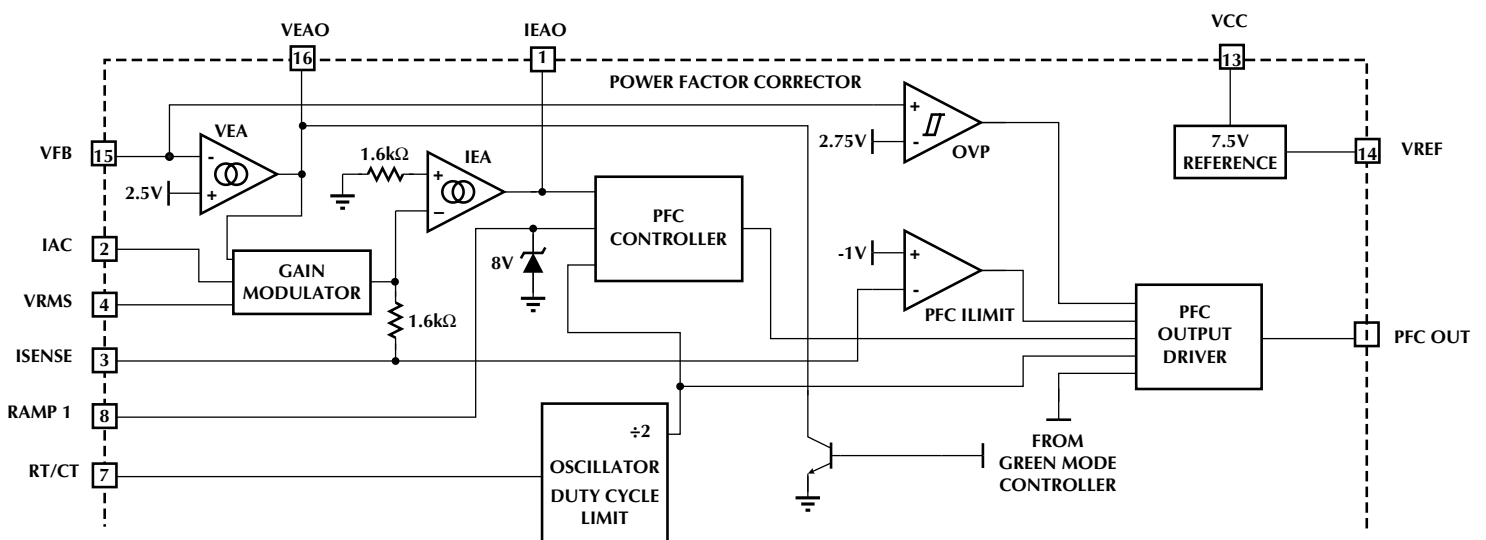 VEAO
IEAO
VCC
16
1
13
POWER FACTOR CORRECTOR
VFB
15
VEA
-
+
2.5V
1.6kΩ
IEA
+
–
2.75V
+
-
OVP
7.5V
REFERENCE
14
VREF
IAC
2
GAIN
MODULATOR
VRMS
4
1.6kΩ
8V
PFC
CONTROLLER
-1V
+
-
PFC ILIMIT
PFC
OUTPUT
DRIVER
PFC OUT
ISENSE
3
RAMP 1
8
RT/CT
7
÷2
OSCILLATOR
DUTY CYCLE
LIMIT
FROM
GREEN MODE
CONTROLLER